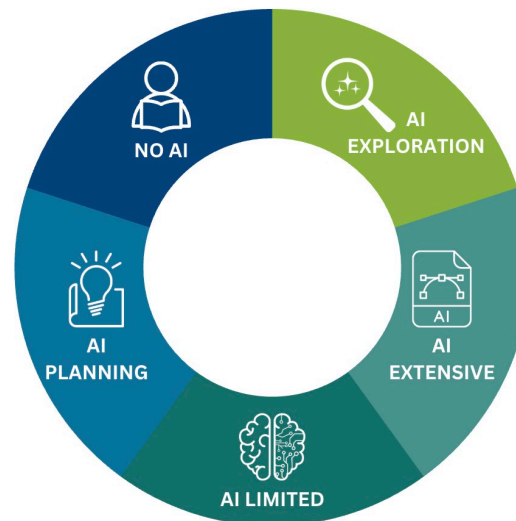 NO AI
AI
EXPLORATION
AI
AI
EXTENSIVE
AI LIMITED
AI
PLANNING